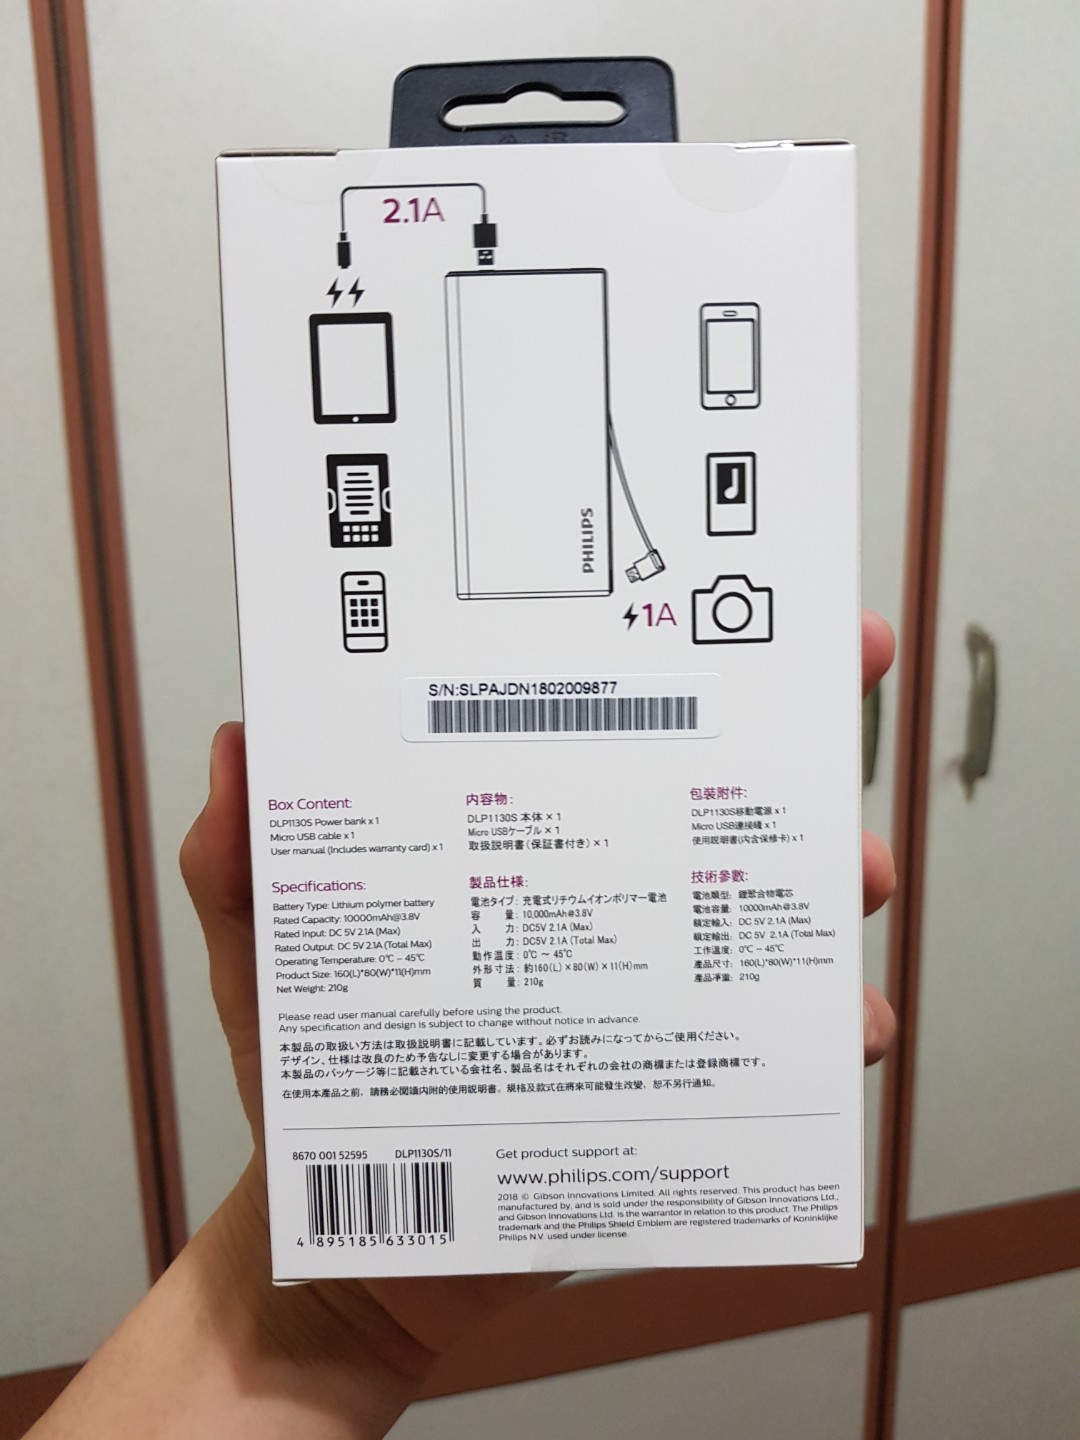 2.1A
PHILIPS
1A
S/N:SLPAJDN1802009877
Box Content:
DLP1130S Power bank x 1
Micro USB cable x 1
User manual (Includes warranty card) x 1
内容物:
DLP1130S 本体 × 1
Micro USBケーブル × 1
取扱説明書(保証書付き) × 1
包裝附件:
DLP1130S移動電源 x 1
Micro USB連接綫 x 1
使用説明書(内含保修卡) x 1
Specifications:
Battery Type: Lithium polymer battery
Rated Capacity: 10000mAh@3.8V
Rated Input: DC 5V 2.1A (Max)
Rated Output: DC 5V 2.1A (Total Max)
Operating Temperature: 0°C - 45°C
Product Size: 160(L)*80(W)*11(H)mm
Net Weight: 210g
製品仕様:
電池タイプ: 充電式リチウムイオンポリマー電池
容 量: 10,000mAh@3.8V
入 力: DC5V 2.1A (Max)
出 力: DC5V 2.1A (Total Max)
動作温度: 0℃ ~ 45℃
外形寸法: 約160(L) × 80(W) × 11(H)mm
質 量: 210g
技術參數:
電池類型: 鋰聚合物電芯
電池容量: 10000mAh@3.8V
額定輸入: DC 5V 2.1A (Max)
額定輸出: DC 5V 2.1A (Total Max)
工作溫度: 0°C - 45°C
產品尺寸: 160(L)*80(W)*11(H)mm
產品凈重: 210g
Please read user manual carefully before using the product.
Any specification and design is subject to change without notice in advance.
本製品の取扱い方法は取扱説明書に記載しています。必ずお読みになってからご使用ください。
デザイン、仕様は改良のため予告なしに変更する場合があります。
本製品のパッケージ等に記載されている会社名、製品名はそれぞれの会社の商標または登録商標です。
在使用本產品之前，請務必閱讀内附的使用説明書。規格及款式在將來可能發生改變，恕不另行通知。
8670 001 52595 DLP1130S/11
4 895185 633015
Get product support at:
www.philips.com/support
2018 © Gibson Innovations Limited. All rights reserved. This product has been
manufactured by, and is sold under the responsibility of Gibson Innovations Ltd.,
and Gibson Innovations Ltd. is the warrantor in relation to this product. The Philips
trademark and the Philips Shield Emblem are registered trademarks of Koninklijke
Philips N.V. used under license.